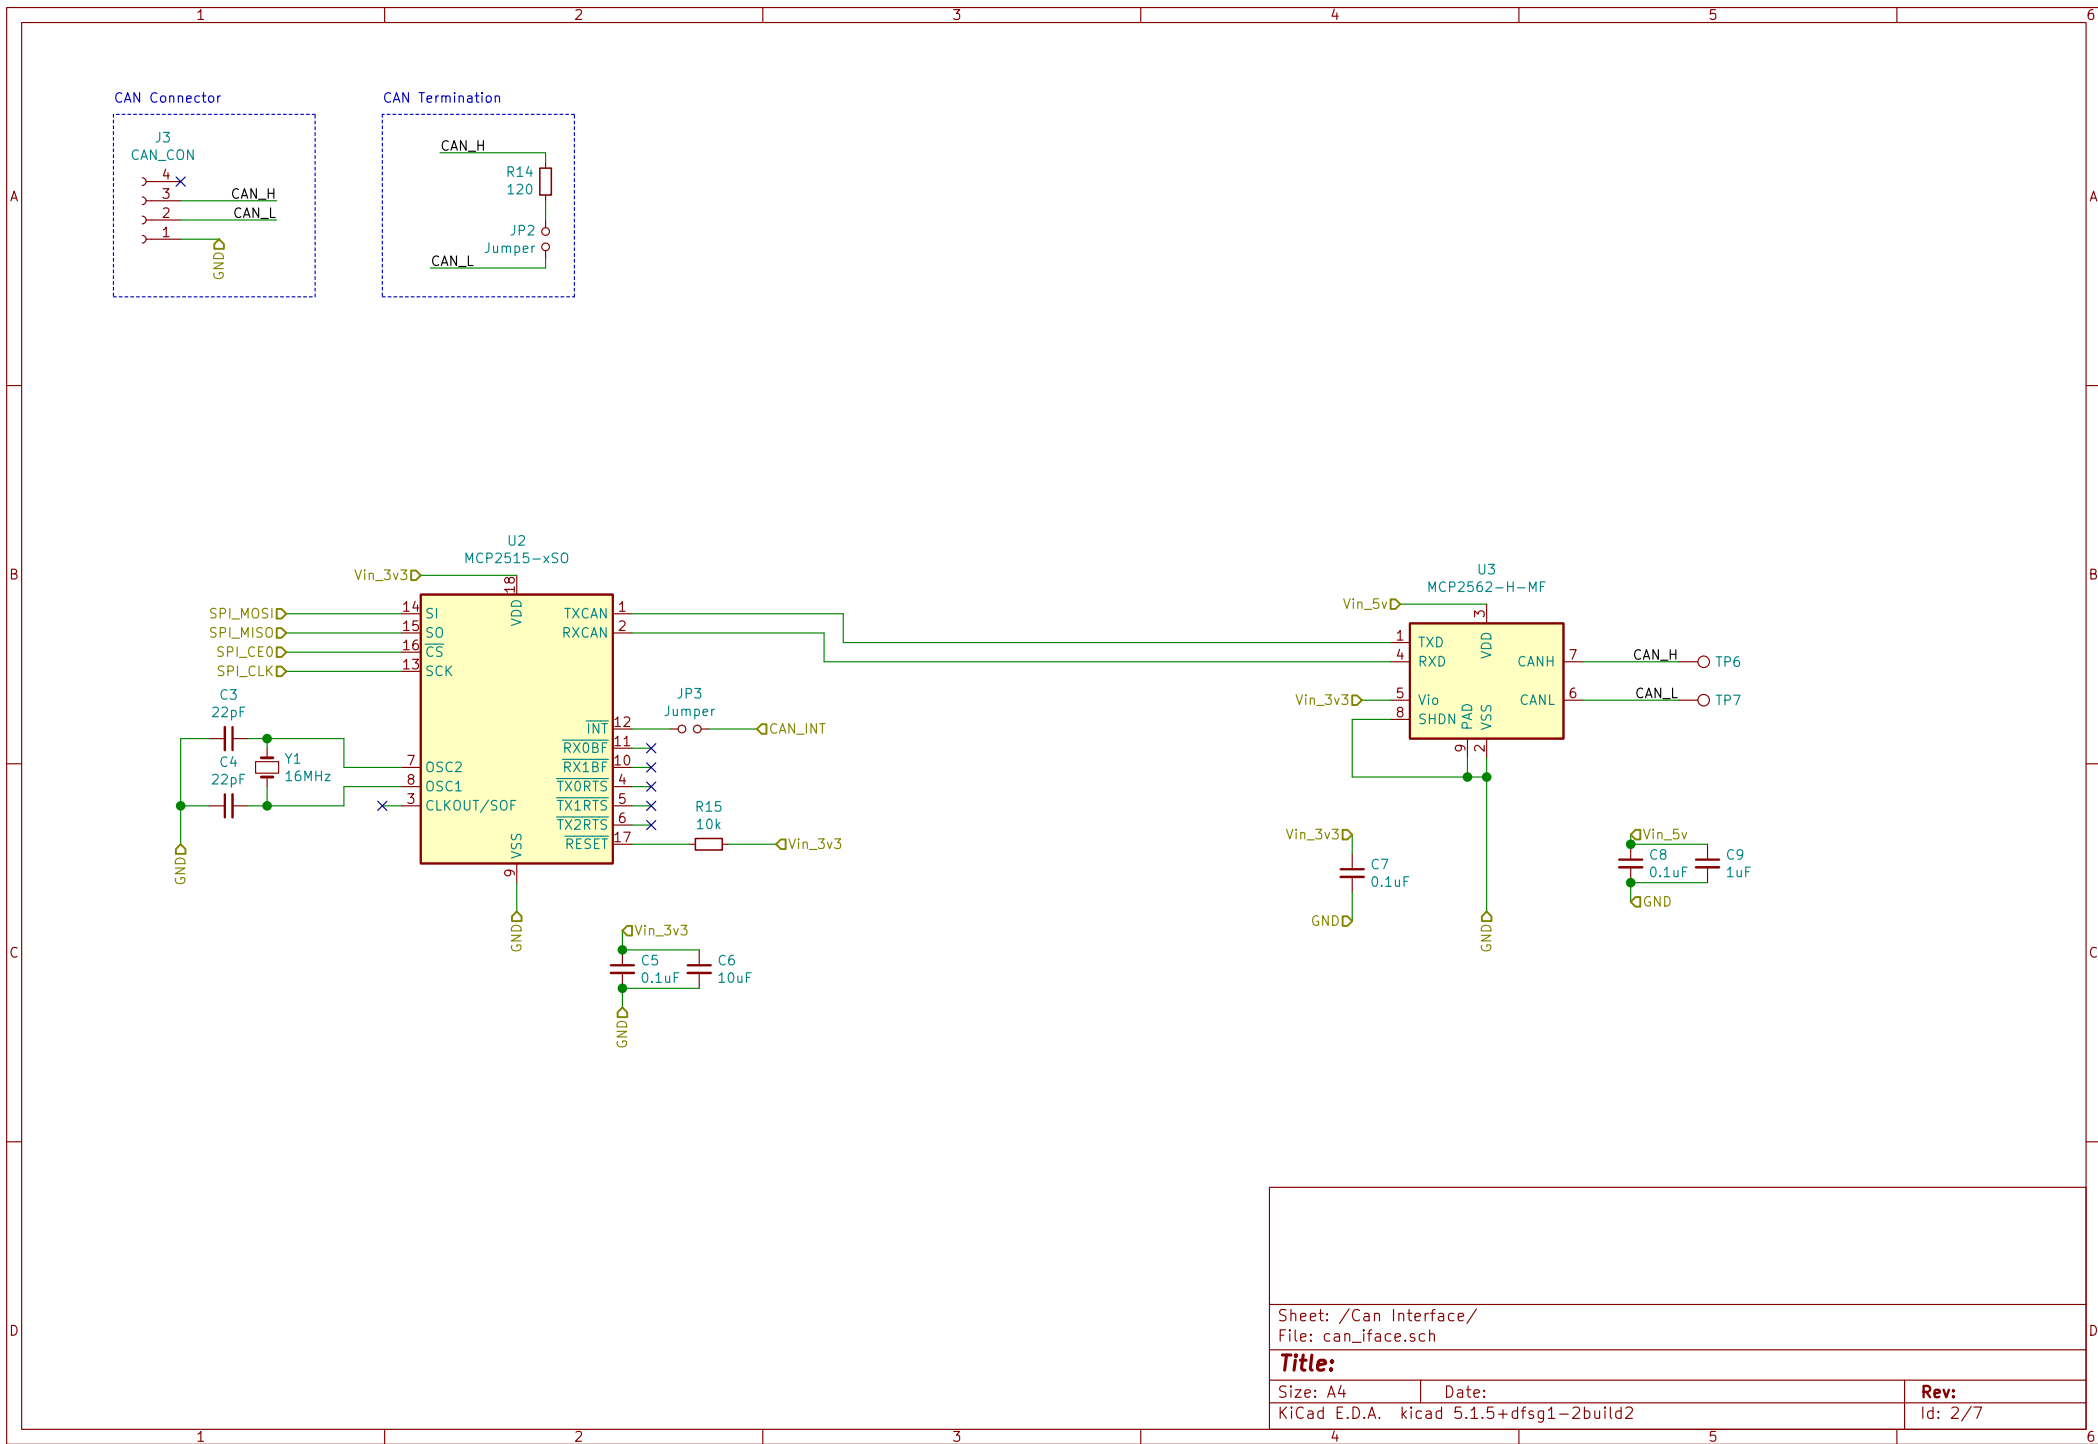 1 2 3 4 5 6
CAN Connector
J3
CAN_CON
4
3 CAN_H
2 CAN_L
1
GND
CAN Termination
CAN_H
R14
120
JP2
Jumper
CAN_L
A A
B B
C C
D D
U2
MCP2515-xSO
Vin_3v3
18
VDD
SPI_MOSI 14 SI
SPI_MISO 15 SO
SPI_CE0 16 CS
SPI_CLK 13 SCK
TXCAN 1
RXCAN 2
C3
22pF
C4
22pF
Y1
16MHz
GND
7 OSC2
8 OSC1
3 CLKOUT/SOF
JP3
Jumper
INT 12 CAN_INT
RX0BF 11
RX1BF 10
TX0RTS 4
TX1RTS 5
TX2RTS 6
RESET 17
R15
10k
Vin_3v3
VSS
9
GND
Vin_3v3
C5
0.1uF
C6
10uF
GND
U3
MCP2562-H-MF
Vin_5v
3
VDD
1 TXD
4 RXD
Vin_3v3 5 Vio
8 SHDN
PAD
9
VSS
2
CANH 7 CAN_H TP6
CANL 6 CAN_L TP7
GND
Vin_3v3
C7
0.1uF
GND
Vin_5v
C8
0.1uF
C9
1uF
GND
Sheet: /Can Interface/
File: can_iface.sch
Title:
Size: A4 Date: Rev:
KiCad E.D.A. kicad 5.1.5+dfsg1-2build2 Id: 2/7
1 2 3 4 5 6